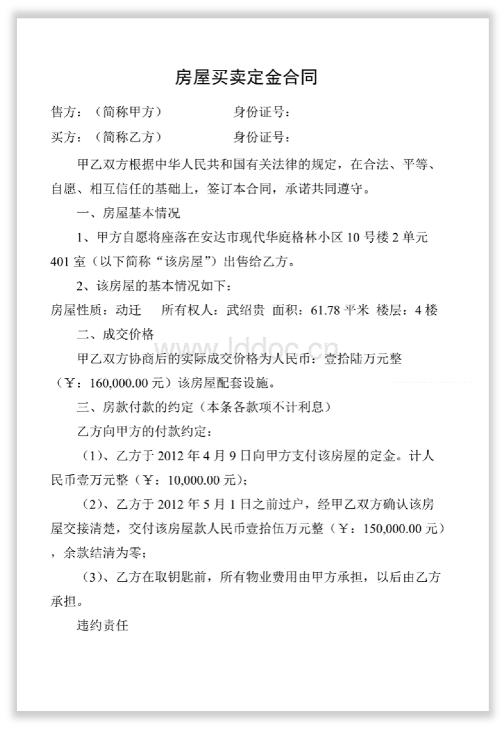 房屋买卖定金合同
售方：（简称甲方） 身份证号：
买方：（简称乙方） 身份证号：
甲乙双方根据中华人民共和国有关法律的规定，在合法、平等、
自愿、相互信任的基础上，签订本合同，承诺共同遵守。
一、房屋基本情况
1、甲方自愿将座落在安达市现代华庭格林小区 10 号楼 2 单元
401 室（以下简称“该房屋”）出售给乙方。
2、该房屋的基本情况如下：
房屋性质：动迁 所有权人：武绍贵 面积：61.78 平米 楼层：4 楼
二、成交价格
www.lddoc.cn
甲乙双方协商后的实际成交价格为人民币：壹拾陆万元整
（￥：160,000.00 元）该房屋配套设施。
三、房款付款的约定（本条各款项不计利息）
乙方向甲方的付款约定：
（1）、乙方于 2012 年 4 月 9 日向甲方支付该房屋的定金。计人
民币壹万元整（￥：10,000.00 元）；
（2）、乙方于 2012 年 5 月 1 日之前过户，经甲乙双方确认该房
屋交接清楚，交付该房屋款人民币壹拾伍万元整（￥：150,000.00 元）
，余款结清为零；
（3）、乙方在取钥匙前，所有物业费用由甲方承担，以后由乙方
承担。
违约责任